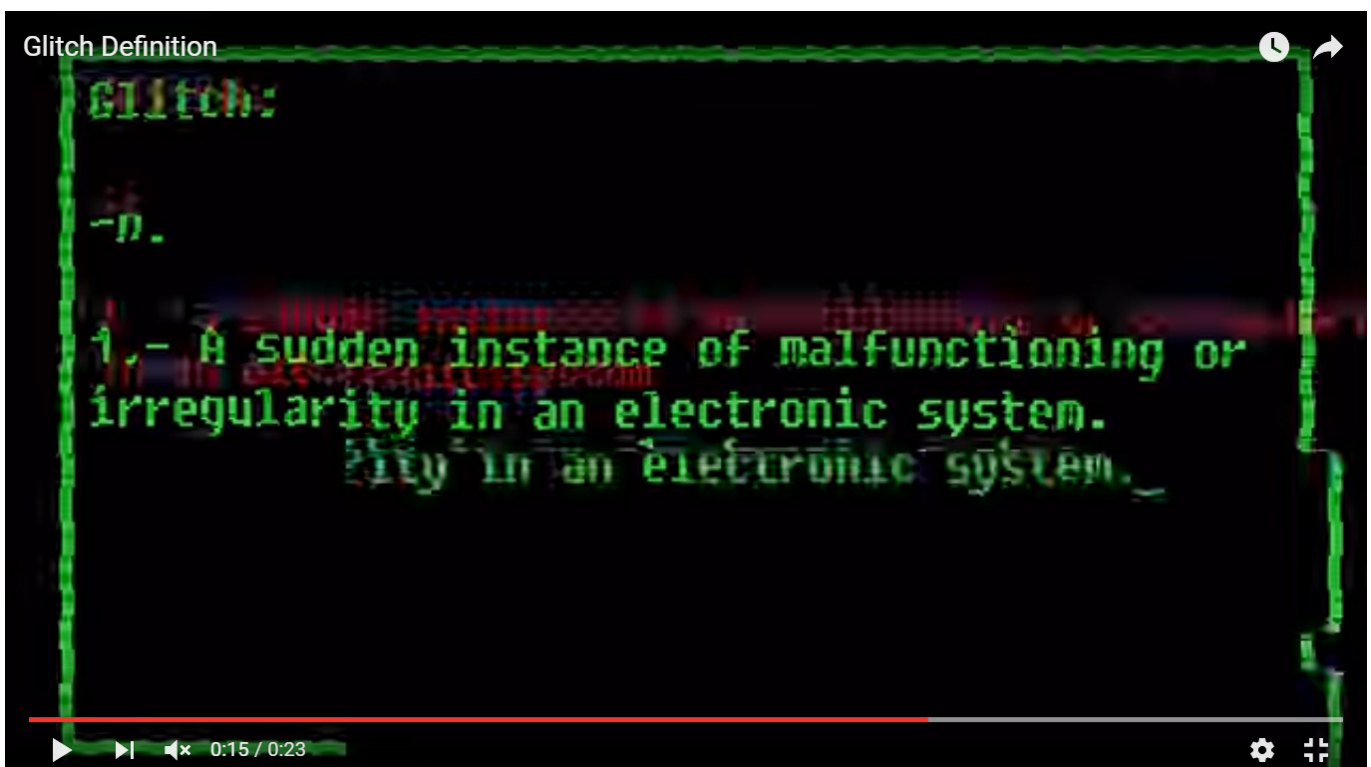 Glitch Definition
Glitch:
-n.
1.- A sudden instance of malfunctioning or
irregularity in an electronic system.
ity in an electronic system._
0:15 / 0:23